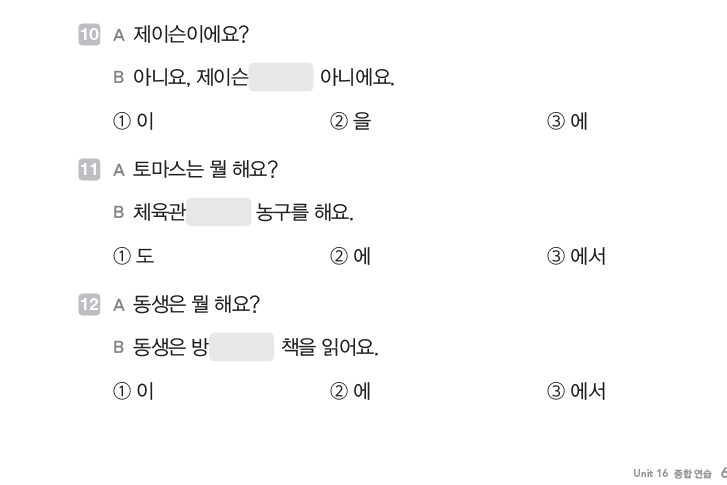 10 A 제이슨이에요?
B 아니요, 제이슨 아니에요.
① 이 ② 을 ③ 에
11 A 토마스는 뭘 해요?
B 체육관 농구를 해요.
① 도 ② 에 ③ 에서
12 A 동생은 뭘 해요?
B 동생은 방 책을 읽어요.
① 이 ② 에 ③ 에서
Unit 16 종합 연습 6